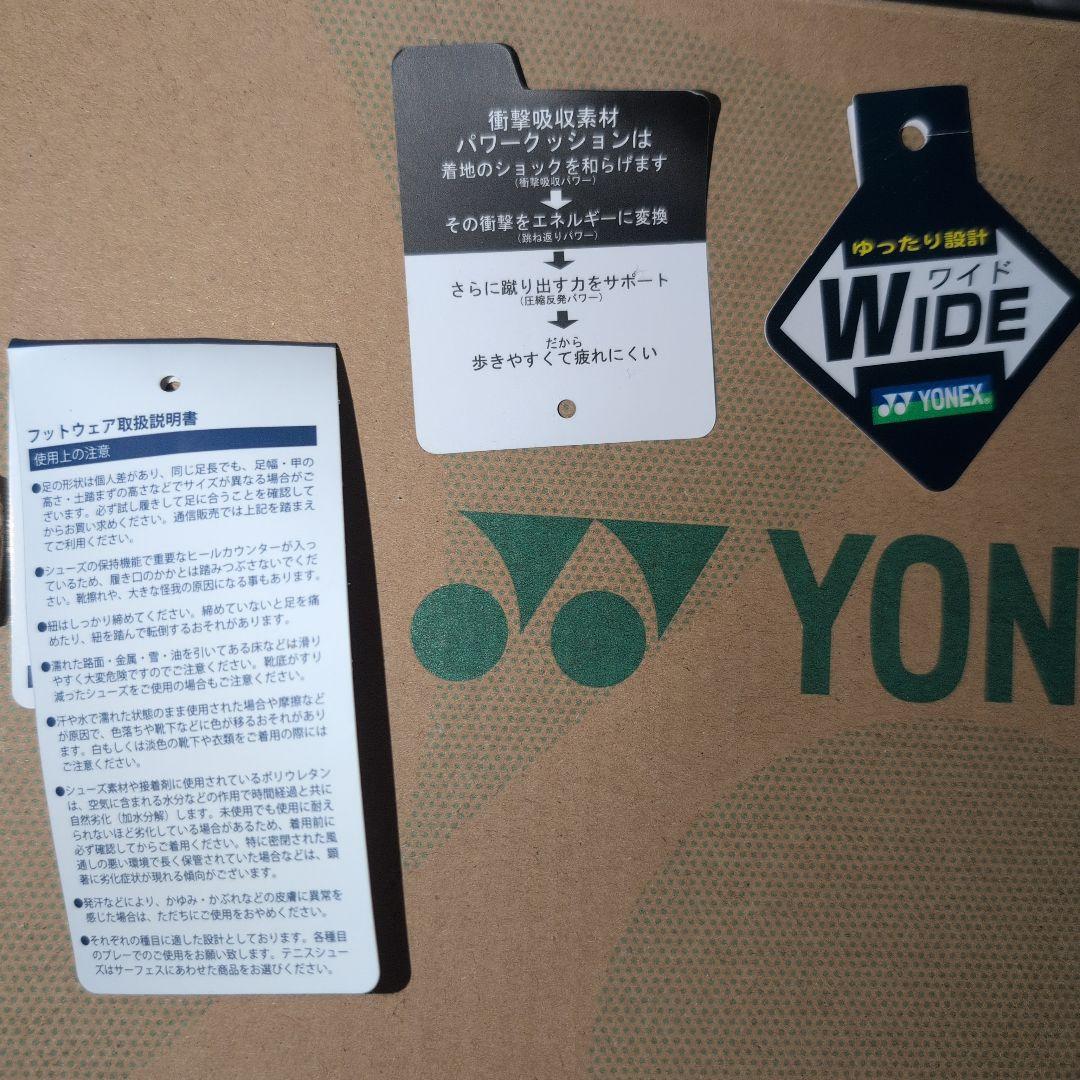 衝撃吸収素材
パワークッションは
着地のショックを和らげます
(衝撃吸収パワー)
その衝撃をエネルギーに変換
(跳ね返りパワー)
さらに蹴り出す力をサポート
(圧縮反発パワー)
だから
歩きやすくて疲れにくい
ゆったり設計
ワイド
WIDE
YONEX®
YON
フットウェア取扱説明書
使用上の注意
●足の形状は個人差があり、同じ足長でも、足幅・甲の
高さ・土踏まずの高さなどでサイズが異なる場合がご
ざいます。必ず試し履きして足に合うことを確認して
からお買い求めください。通信販売では上記を踏まえ
てご利用ください。
●シューズの保持機能で重要なヒールカウンターが入っ
ているため、履き口のかかとは踏みつぶさないでくだ
さい。靴擦れや、大きな怪我の原因になる事もあります。
●紐はしっかり締めてください。締めていないと足を痛
めたり、紐を踏んで転倒するおそれがあります。
●濡れた路面・金属・雪・油を引いてある床などは滑り
やすく大変危険ですのでご注意ください。靴底がすり
減ったシューズをご使用の場合もご注意ください。
●汗や水で濡れた状態のまま使用された場合や摩擦など
が原因で、色落ちや靴下などに色が移るおそれがあり
ます。白もしくは淡色の靴下や衣類をご着用の際には
ご注意ください。
●シューズ素材や接着剤に使用されているポリウレタン
は、空気に含まれる水分などの作用で時間経過と共に
自然劣化（加水分解）します。未使用でも使用に耐え
られないほど劣化している場合があるため、着用前に
必ず確認してからご着用ください。特に密閉された風
通しの悪い環境で長く保管されていた場合などは、顕
著に劣化症状が現れる傾向がございます。
●発汗などにより、かゆみ・かぶれなどの皮膚に異常を
感じた場合は、ただちにご使用をおやめください。
●それぞれの種目に適した設計としております。各種目
のプレーでのご使用をお願い致します。テニスシュー
ズはサーフェスにあわせた商品をお選びください。